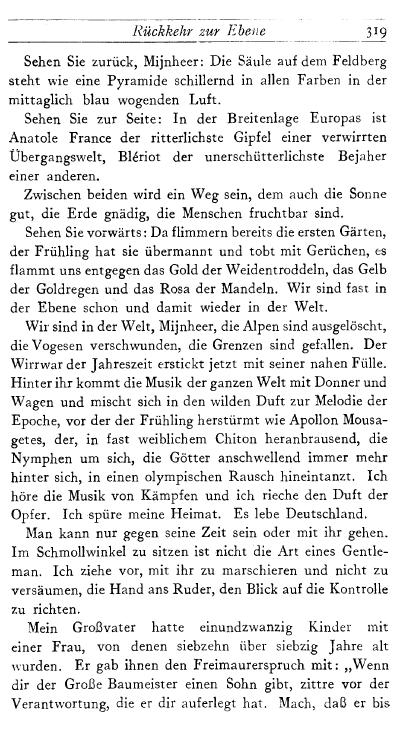 Rückkehr zur Ebene 319
Sehen Sie zurück, Mijnheer: Die Säule auf dem Feldberg
steht wie eine Pyramide schillernd in allen Farben in der
mittaglich blau wogenden Luft.
Sehen Sie zur Seite: In der Breitenlage Europas ist
Anatole France der ritterlichste Gipfel einer verwirrten
Übergangswelt, Blériot der unerschütterlichste Bejaher
einer anderen.
Zwischen beiden wird ein Weg sein, dem auch die Sonne
gut, die Erde gnädig, die Menschen fruchtbar sind.
Sehen Sie vorwärts: Da flimmern bereits die ersten Gärten,
der Frühling hat sie übermannt und tobt mit Gerüchen, es
flammt uns entgegen das Gold der Weidentroddeln, das Gelb
der Goldregen und das Rosa der Mandeln. Wir sind fast in
der Ebene schon und damit wieder in der Welt.
Wir sind in der Welt, Mijnheer, die Alpen sind ausgelöscht,
die Vogesen verschwunden, die Grenzen sind gefallen. Der
Wirrwar der Jahreszeit erstickt jetzt mit seiner nahen Fülle.
Hinter ihr kommt die Musik der ganzen Welt mit Donner und
Wagen und mischt sich in den wilden Duft zur Melodie der
Epoche, vor der der Frühling herstürmt wie Apollon Mousa-
getes, der, in fast weiblichem Chiton heranbrausend, die
Nymphen um sich, die Götter anschwellend immer mehr
hinter sich, in einen olympischen Rausch hineintanzt. Ich
höre die Musik von Kämpfen und ich rieche den Duft der
Opfer. Ich spüre meine Heimat. Es lebe Deutschland.
Man kann nur gegen seine Zeit sein oder mit ihr gehen.
Im Schmollwinkel zu sitzen ist nicht die Art eines Gentle-
man. Ich ziehe vor, mit ihr zu marschieren und nicht zu
versäumen, die Hand ans Ruder, den Blick auf die Kontrolle
zu richten.
Mein Großvater hatte einundzwanzig Kinder mit
einer Frau, von denen siebzehn über siebzig Jahre alt
wurden. Er gab ihnen den Freimaurerspruch mit: „Wenn
dir der Große Baumeister einen Sohn gibt, zittre vor der
Verantwortung, die er dir auferlegt hat. Mach, daß er bis